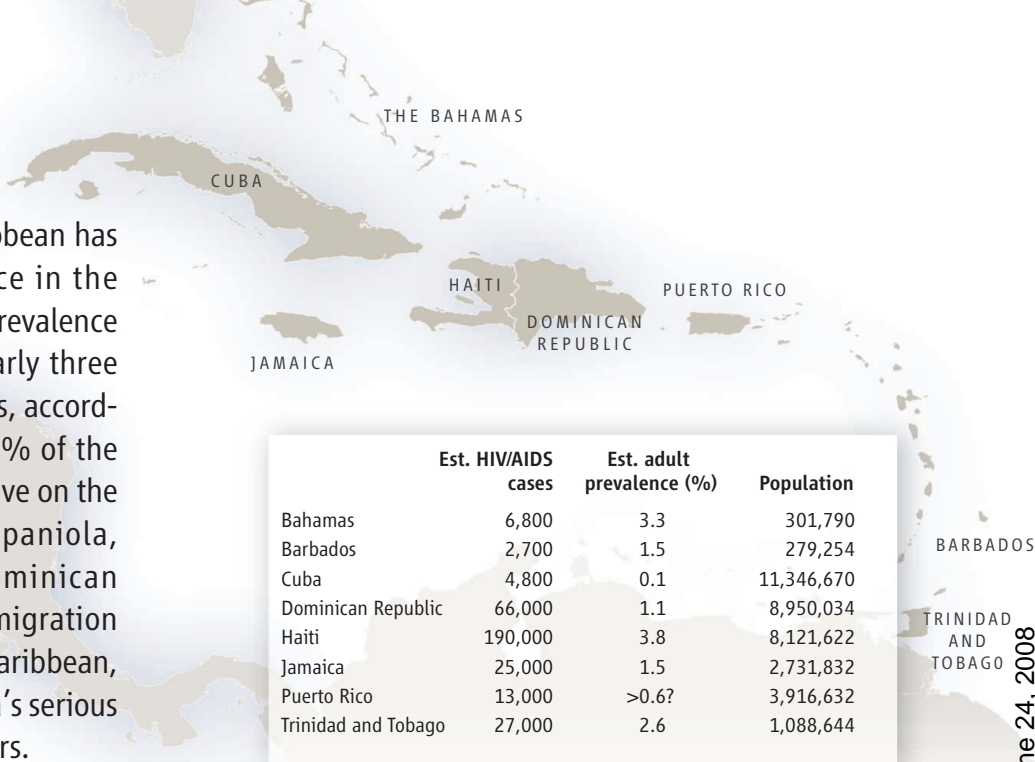 THE BAHAMAS
CUBA
HAITI
PUERTO RICO
DOMINICAN
REPUBLIC
JAMAICA
BARBADOS
TRINIDAD
AND
TOBAGO
bbean has
ce in the
revalence
arly three
s, accord-
% of the
ve on the
paniola,
minican
migration
aribbean,
's serious
rs.
Est. HIV/AIDS Est. adult
cases prevalence (%) Population
Bahamas 6,800 3.3 301,790
Barbados 2,700 1.5 279,254
Cuba 4,800 0.1 11,346,670
Dominican Republic 66,000 1.1 8,950,034
Haiti 190,000 3.8 8,121,622
Jamaica 25,000 1.5 2,731,832
Puerto Rico 13,000 >0.6? 3,916,632
Trinidad and Tobago 27,000 2.6 1,088,644
ne 24, 2008